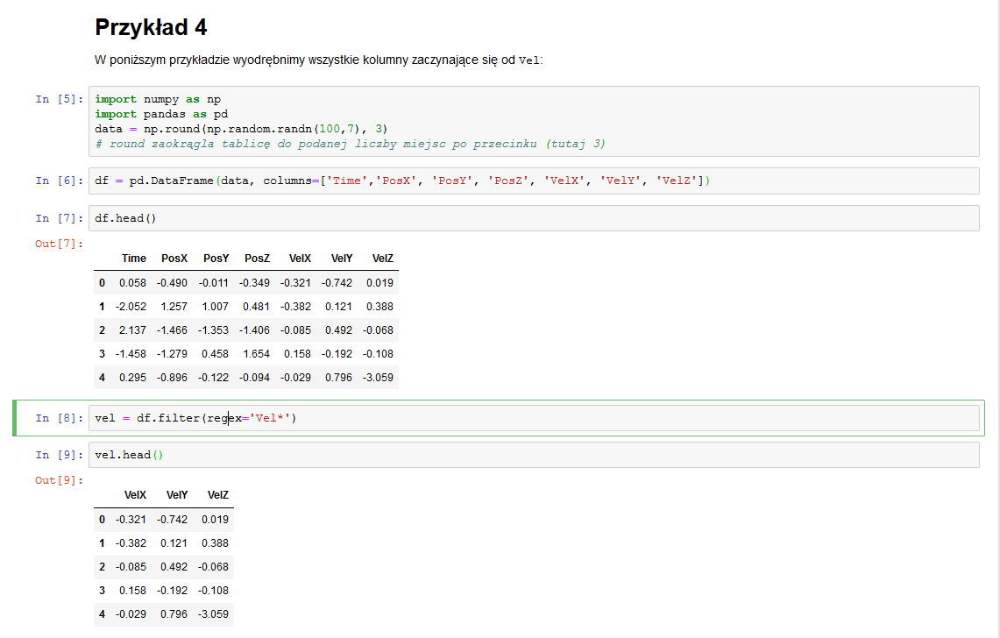 Przykład 4
W poniższym przykładzie wyodrębnimy wszystkie kolumny zaczynające się od Vel:
In [5]: import numpy as np
import pandas as pd
data = np.round(np.random.randn(100,7), 3)
# round zaokrągla tablicę do podanej liczby miejsc po przecinku (tutaj 3)
In [6]: df = pd.DataFrame(data, columns=['Time','PosX', 'PosY', 'PosZ', 'VelX', 'VelY', 'VelZ'])
In [7]: df.head()
Out[7]:
Time PosX PosY PosZ VelX VelY VelZ
0 0.058 -0.490 -0.011 -0.349 -0.321 -0.742 0.019
1 -2.052 1.257 1.007 0.481 -0.382 0.121 0.388
2 2.137 -1.466 -1.353 -1.406 -0.085 0.492 -0.068
3 -1.458 -1.279 0.458 1.654 0.158 -0.192 -0.108
4 0.295 -0.896 -0.122 -0.094 -0.029 0.796 -3.059
In [8]: vel = df.filter(regex='Vel*')
In [9]: vel.head()
Out[9]:
VelX VelY VelZ
0 -0.321 -0.742 0.019
1 -0.382 0.121 0.388
2 -0.085 0.492 -0.068
3 0.158 -0.192 -0.108
4 -0.029 0.796 -3.059